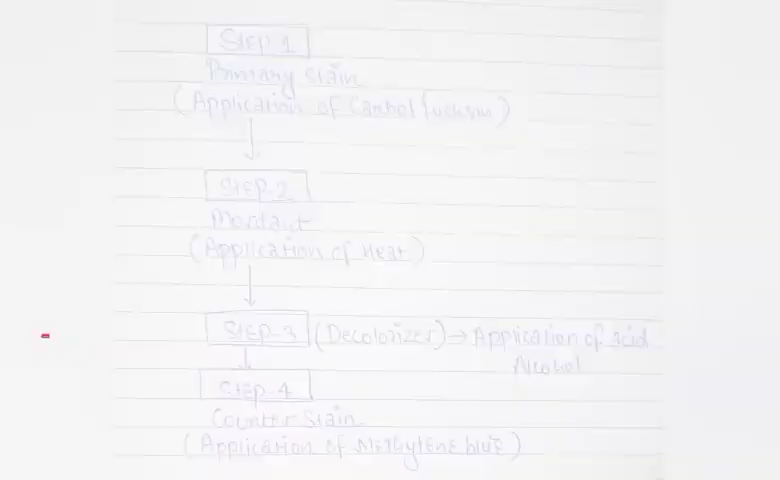 STEP-1
Primary stain
(Application of Carbol fuchsin)
STEP-2
Mordant
(Application of Heat)
STEP-3 (Decolorizer) → Application of acid
Alcohol
STEP-4
Counter Stain
(Application of Methylene blue)